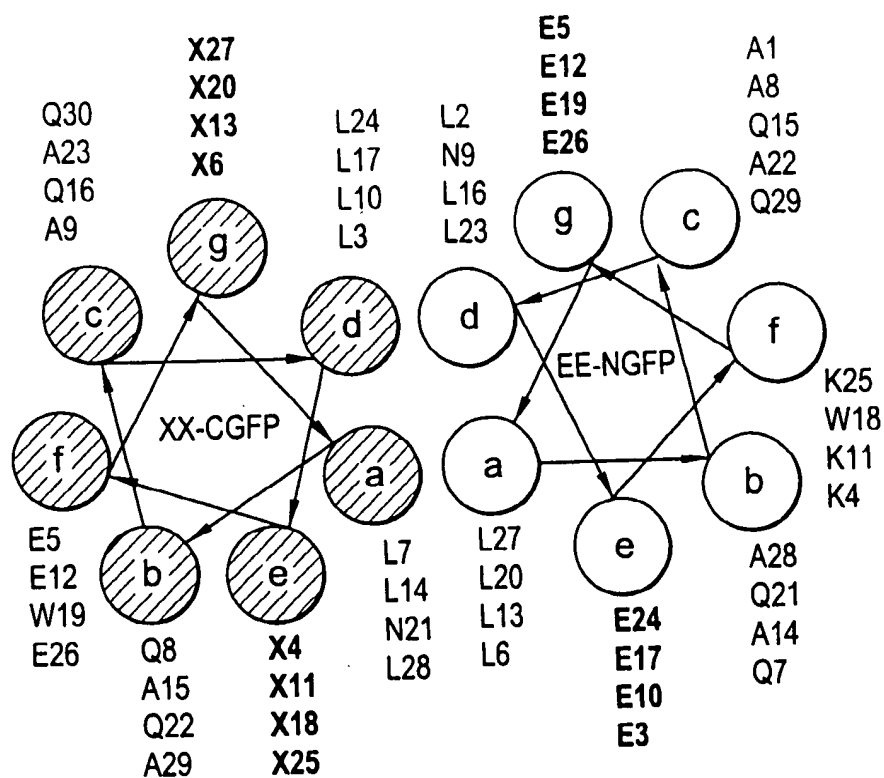 X27
X20
X13
X6
E5
E12
E19
E26
A1
A8
Q15
A22
Q29
Q30
A23
Q16
A9
L24
L17
L10
L3
L2
N9
L16
L23
g
c
d
f
XX-CGFP
a
b
e
g
c
d
f
EE-NGFP
a
b
e
K25
W18
K11
K4
E5
E12
W19
E26
Q8
A15
Q22
A29
X4
X11
X18
X25
L7
L14
N21
L28
L27
L20
L13
L6
E24
E17
E10
E3
A28
Q21
A14
Q7